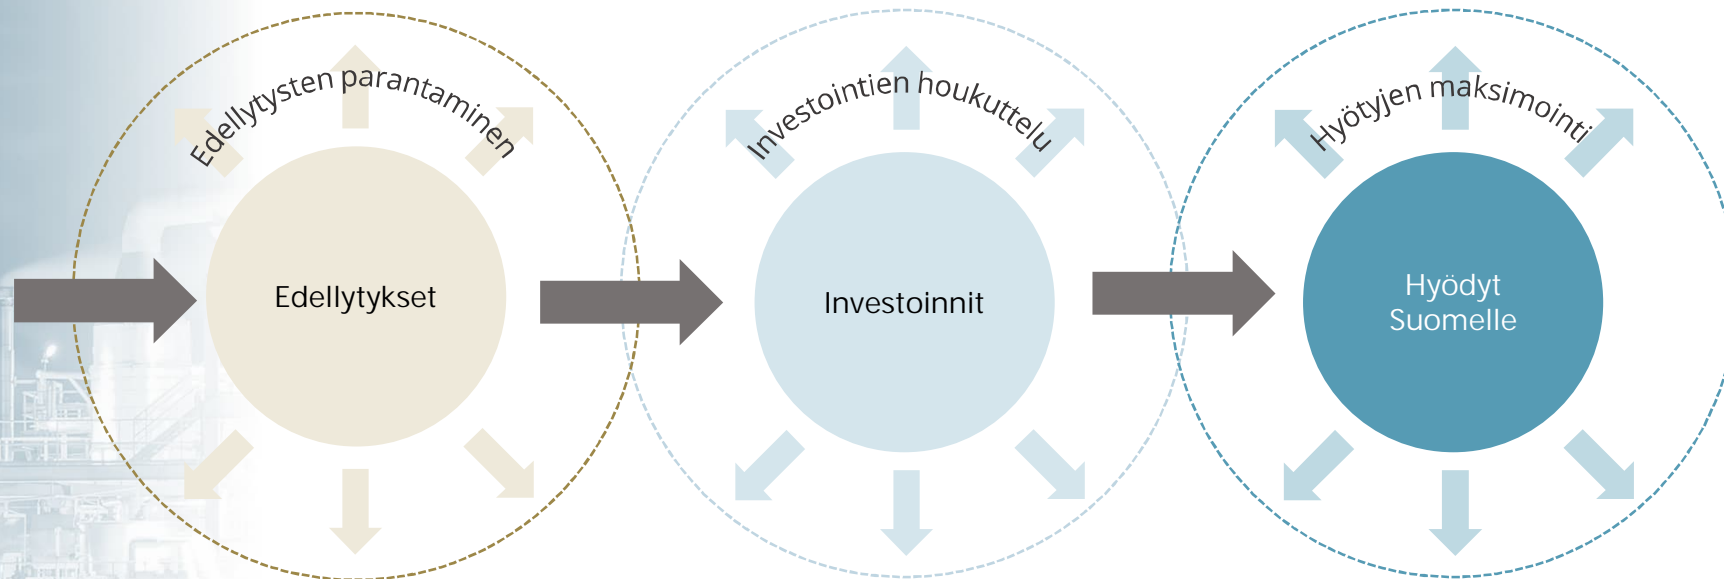 Edellytysten parantaminen
Edellytykset
Investointien houkuttelu
Investoinnit
Hyötyjen maksimointi
Hyödyt
Suomelle